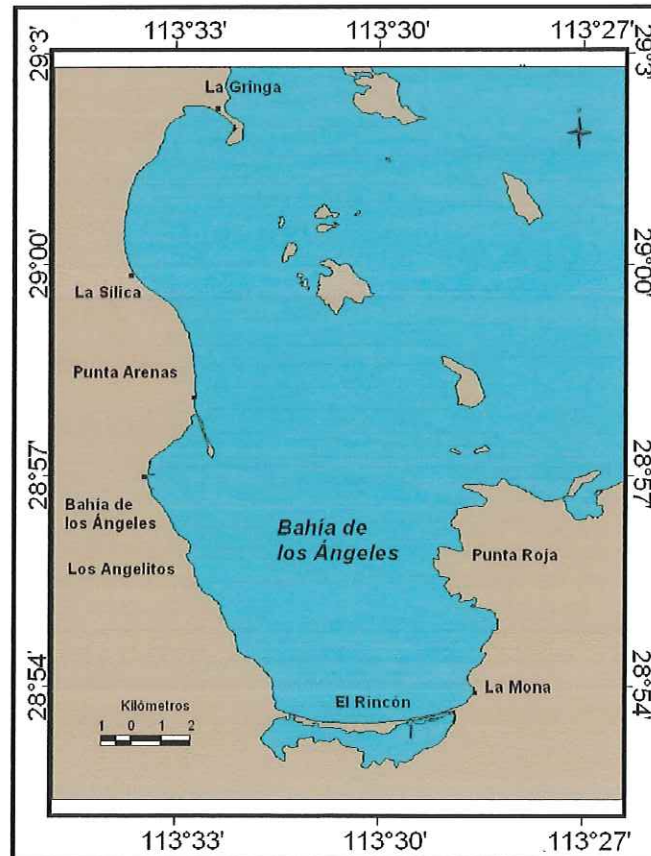 113°33' 113°30' 113°27'
29°3' 29°3'
La Gringa
29°00' 29°00'
La Sílica
Punta Arenas
28°57' 28°57'
Bahía de
los Ángeles
Bahía de
los Ángeles
Punta Roja
Los Angelitos
28°54' 28°54'
La Mona
El Rincón
Kilómetros
1 0 1 2
113°33' 113°30' 113°27'